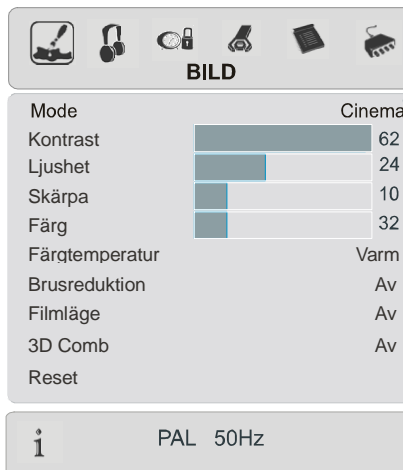 BILD
Mode Cinema
Kontrast 62
Ljushet 24
Skärpa 10
Färg 32
Färgtemperatur Varm
Brusreduktion Av
Filmläge Av
3D Comb Av
Reset
i PAL 50Hz